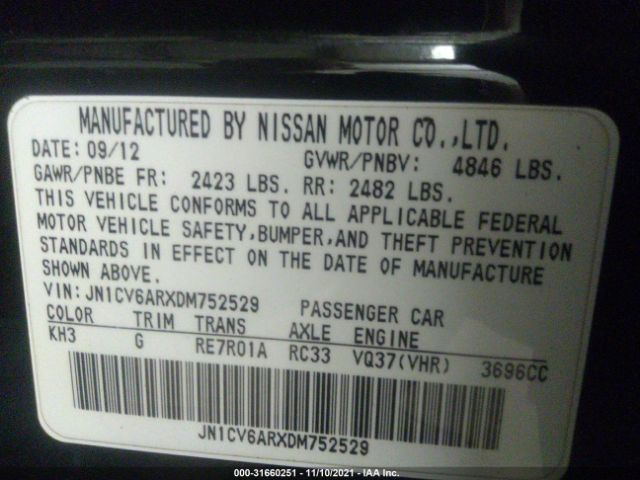 MANUFACTURED BY NISSAN MOTOR CO.,LTD.
DATE: 09/12 GVWR/PNBV: 4846 LBS.
GAWR/PNBE FR: 2423 LBS. RR: 2482 LBS.
THIS VEHICLE CONFORMS TO ALL APPLICABLE FEDERAL
MOTOR VEHICLE SAFETY,BUMPER,AND THEFT PREVENTION
STANDARDS IN EFFECT ON THE DATE OF MANUFACTURE
SHOWN ABOVE.
VIN: JN1CV6ARXDM752529 PASSENGER CAR
COLOR TRIM TRANS AXLE ENGINE
KH3 G RE7R01A RC33 VQ37(VHR) 3696CC
JN1CV6ARXDM752529
000-31660251 - 11/10/2021 - IAA Inc.